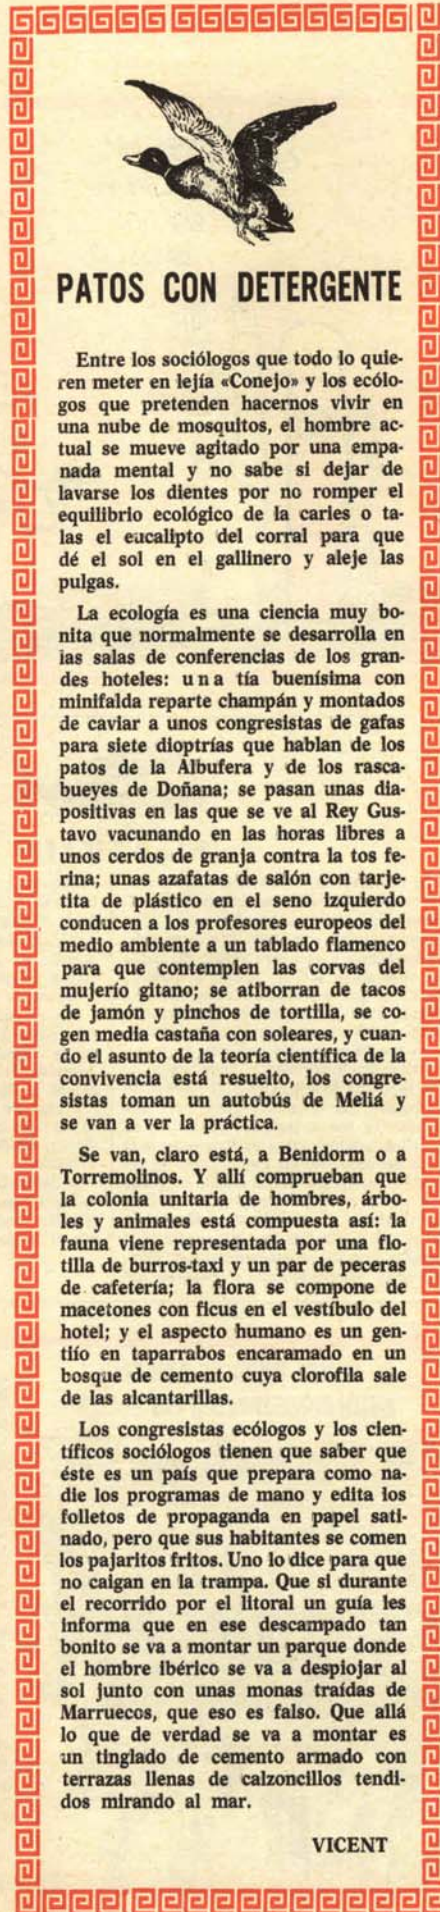 PATOS CON DETERGENTE
Entre los sociólogos que todo lo quie-
ren meter en lejía «Conejo» y los ecólo-
gos que pretenden hacernos vivir en
una nube de mosquitos, el hombre ac-
tual se mueve agitado por una empa-
nada mental y no sabe si dejar de
lavarse los dientes por no romper el
equilibrio ecológico de la caries o ta-
las el eucalipto del corral para que
dé el sol en el gallinero y aleje las
pulgas.
La ecología es una ciencia muy bo-
nita que normalmente se desarrolla en
las salas de conferencias de los gran-
des hoteles: una tía buenísima con
minifalda reparte champán y montados
de caviar a unos congresistas de gafas
para siete dioptrías que hablan de los
patos de la Albufera y de los rasca-
bueyes de Doñana; se pasan unas dia-
positivas en las que se ve al Rey Gus-
tavo vacunando en las horas libres a
unos cerdos de granja contra la tos fe-
rina; unas azafatas de salón con tarje-
tita de plástico en el seno izquierdo
conducen a los profesores europeos del
medio ambiente a un tablado flamenco
para que contemplen las corvas del
mujerío gitano; se atiborran de tacos
de jamón y pinchos de tortilla, se co-
gen media castaña con soleares, y cuan-
do el asunto de la teoría científica de la
convivencia está resuelto, los congre-
sistas toman un autobús de Meliá y
se van a ver la práctica.
Se van, claro está, a Benidorm o a
Torremolinos. Y allí comprueban que
la colonia unitaria de hombres, árbo-
les y animales está compuesta así: la
fauna viene representada por una flo-
tilla de burros-taxi y un par de peceras
de cafetería; la flora se compone de
macetones con ficus en el vestíbulo del
hotel; y el aspecto humano es un gen-
tío en taparrabos encaramado en un
bosque de cemento cuya clorofila sale
de las alcantarillas.
Los congresistas ecólogos y los cien-
tíficos sociólogos tienen que saber que
éste es un país que prepara como na-
die los programas de mano y edita los
folletos de propaganda en papel sati-
nado, pero que sus habitantes se comen
los pajaritos fritos. Uno lo dice para que
no caigan en la trampa. Que si durante
el recorrido por el litoral un guía les
informa que en ese descampado tan
bonito se va a montar un parque donde
el hombre ibérico se va a despiojar al
sol junto con unas monas traídas de
Marruecos, que eso es falso. Que allá
lo que de verdad se va a montar es
un tinglado de cemento armado con
terrazas llenas de calzoncillos tendi-
dos mirando al mar.
VICENT